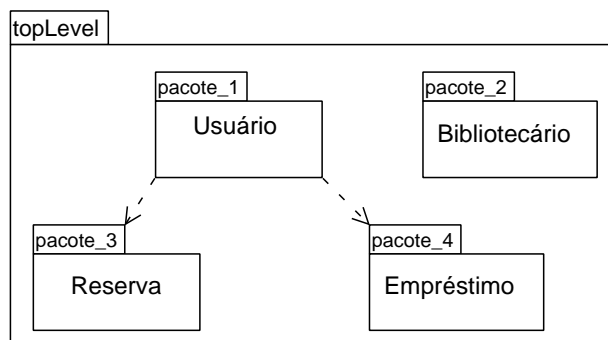 topLevel
pacote_1
Usuário
pacote_2
Bibliotecário
pacote_3
Reserva
pacote_4
Empréstimo